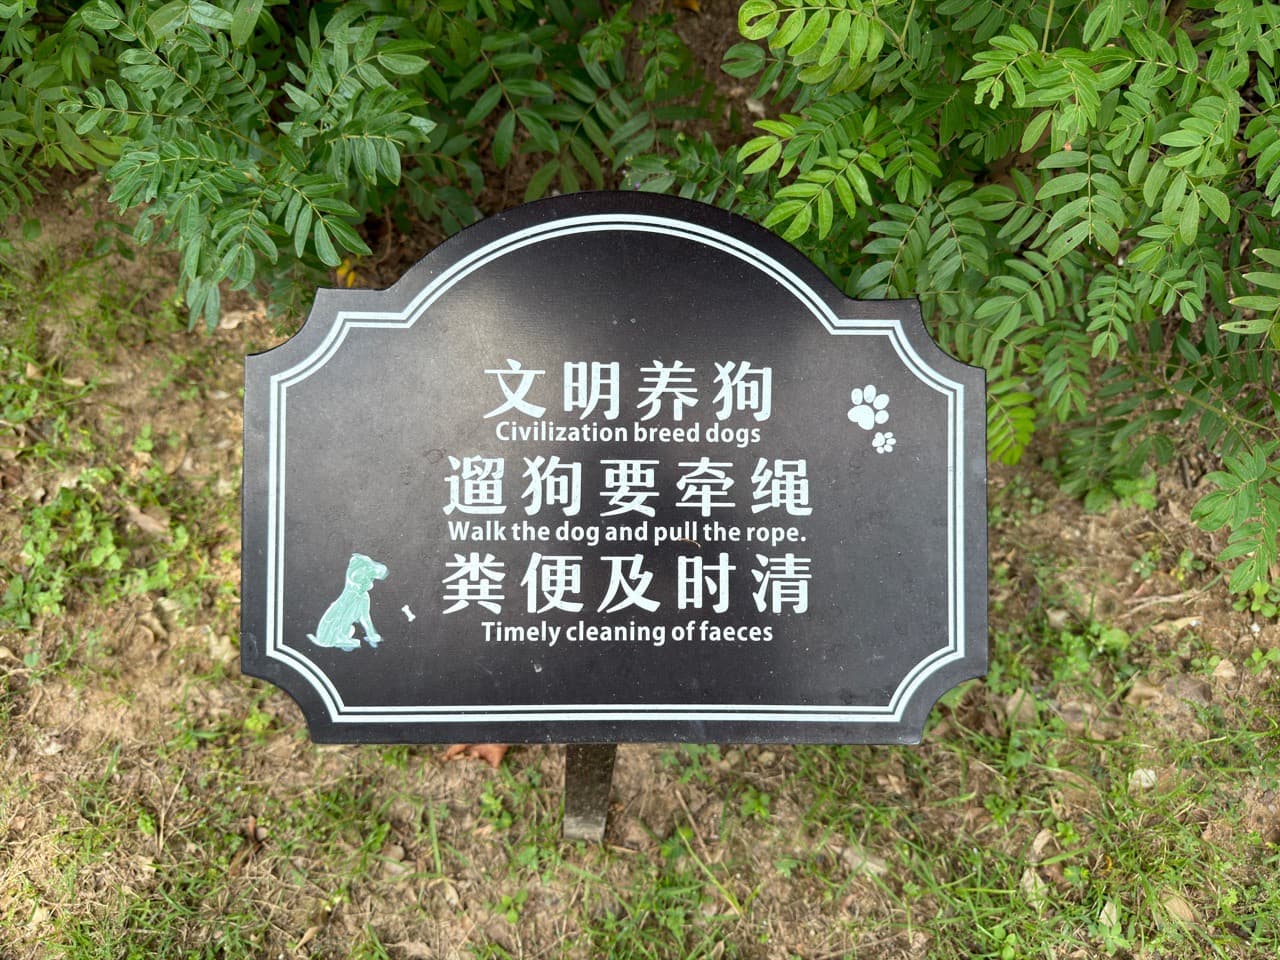 文明养狗
Civilization breed dogs
遛狗要牵绳
Walk the dog and pull the rope.
粪便及时清
Timely cleaning of faeces